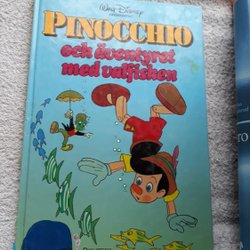 Walt Disney
PINOCCHIO
och äventyret
med valfisken